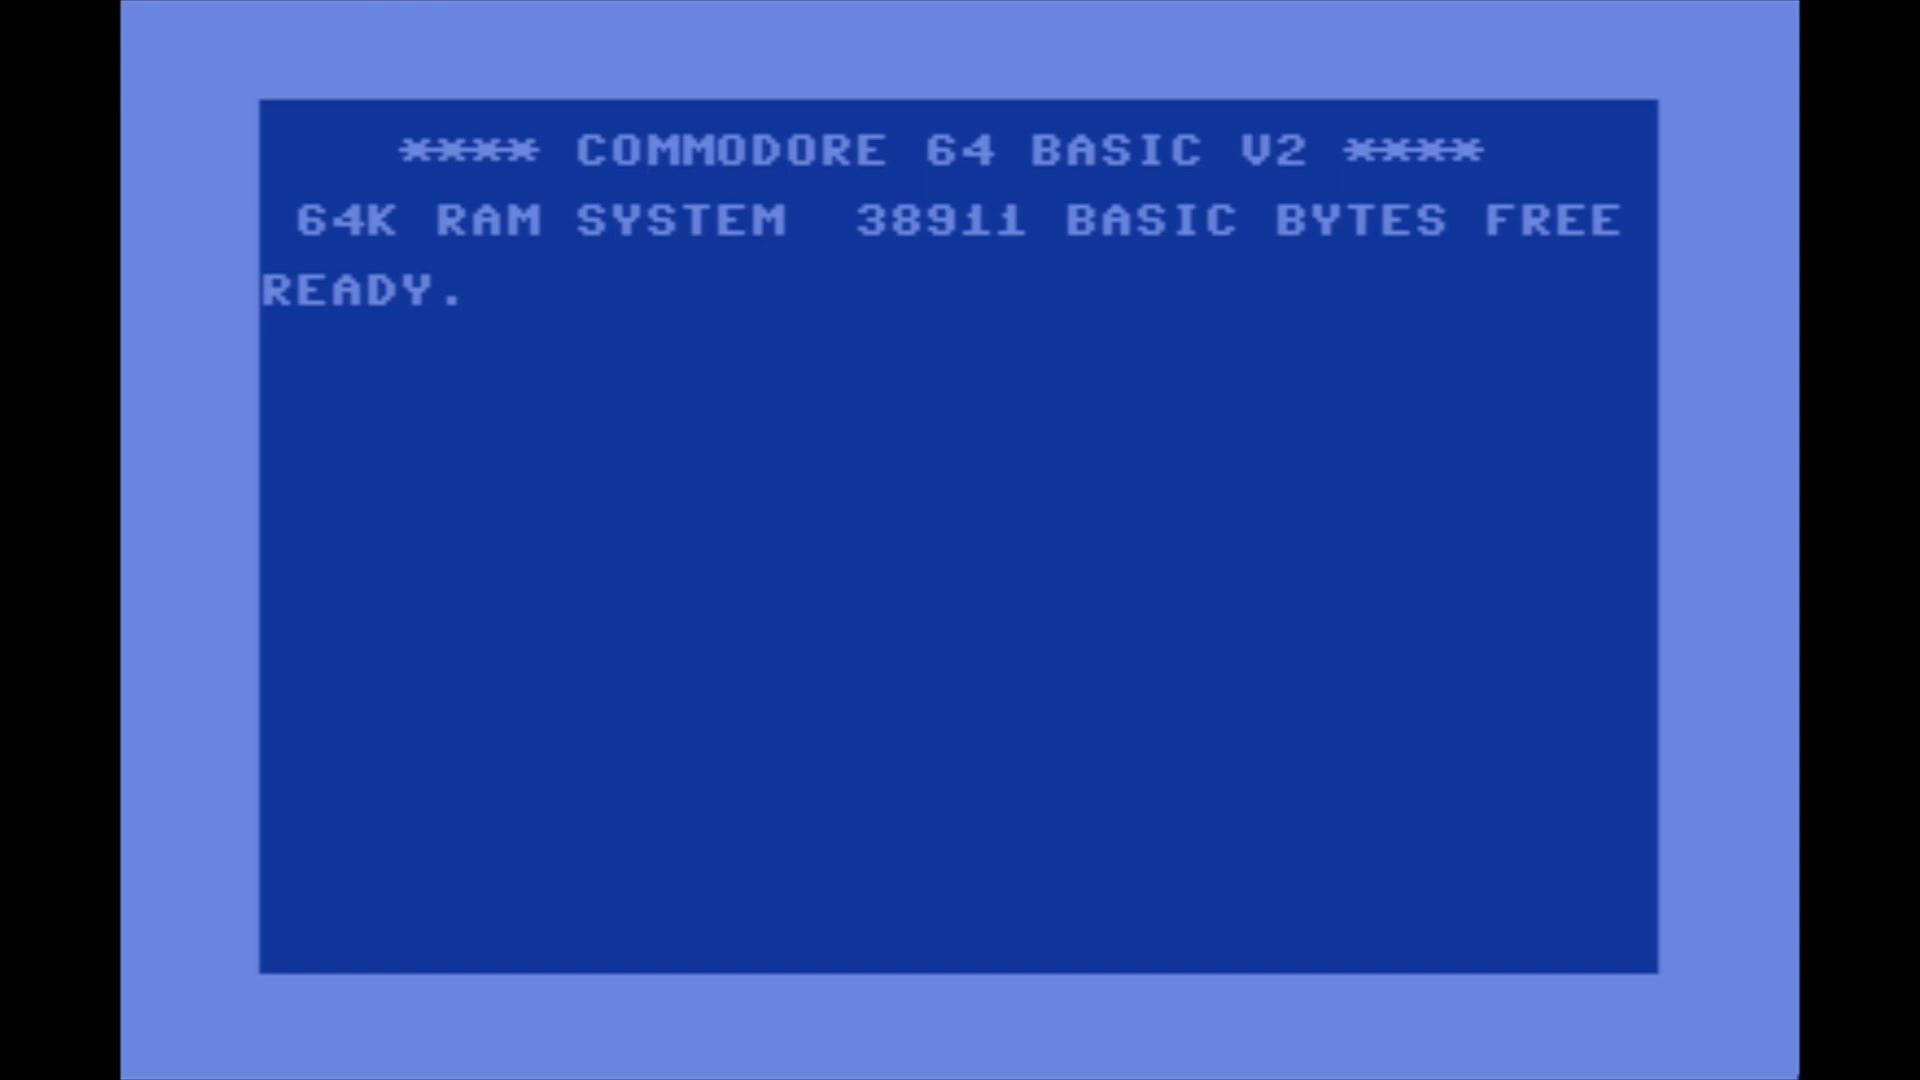 **** COMMODORE 64 BASIC V2 ****
64K RAM SYSTEM  38911 BASIC BYTES FREE
READY.